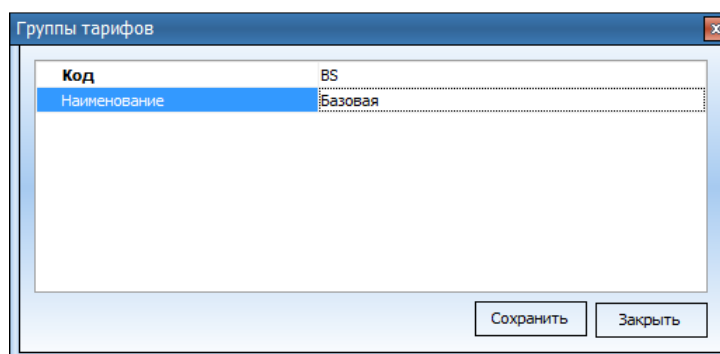 Группы тарифов
Код BS
Наименование Базовая
Сохранить Закрыть